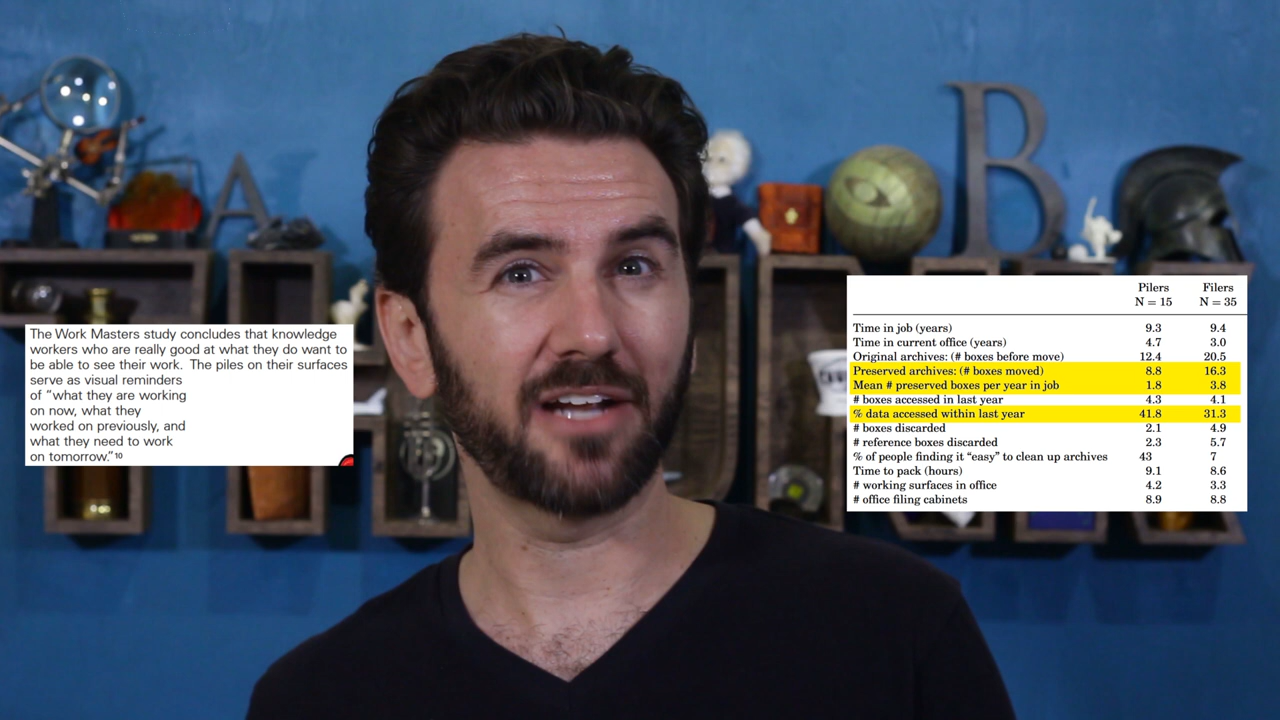 A
B
The Work Masters study concludes that knowledge
workers who are really good at what they do want to
be able to see their work. The piles on their surfaces
serve as visual reminders
of "what they are working
on now, what they
worked on previously, and
what they need to work
on tomorrow."10
Pilers Filers
N = 15 N = 35
Time in job (years) 9.3 9.4
Time in current office (years) 4.7 3.0
Original archives: (# boxes before move) 12.4 20.5
Preserved archives: (# boxes moved) 8.8 16.3
Mean # preserved boxes per year in job 1.8 3.8
# boxes accessed in last year 4.3 4.1
% data accessed within last year 41.8 31.3
# boxes discarded 2.1 4.9
# reference boxes discarded 2.3 5.7
% of people finding it "easy" to clean up archives 43 7
Time to pack (hours) 9.1 8.6
# working surfaces in office 4.2 3.3
# office filing cabinets 8.9 8.8